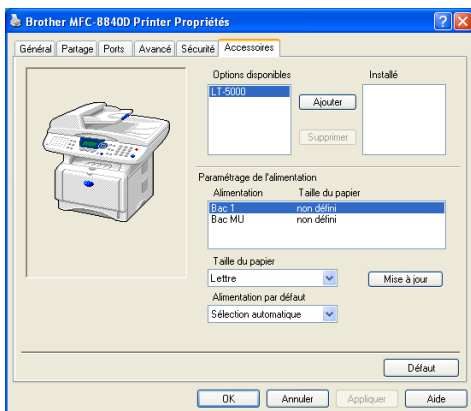 Brother MFC-8840D Printer Propriétés
Général Partage Ports Avancé Sécurité Accessoires
Options disponibles Installé
LT-5000
Ajouter
Supprimer
Paramétrage de l'alimentation
Alimentation Taille du papier
Bac 1 non défini
Bac MU non défini
Taille du papier
Lettre Mise à jour
Alimentation par défaut
Sélection automatique
Défaut
OK Annuler Appliquer Aide